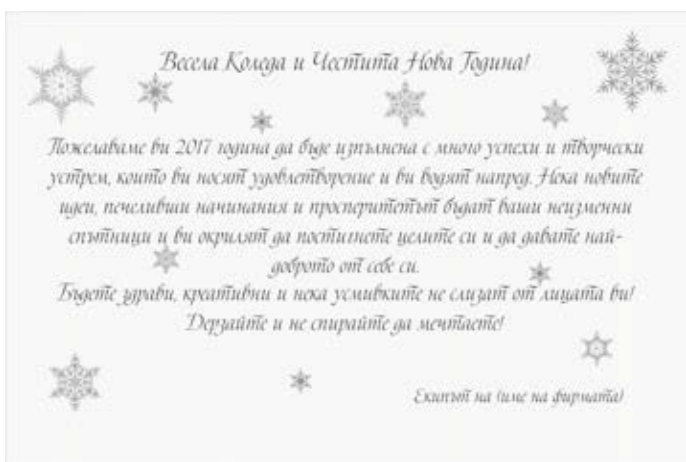 Весела Коледа и Честита Нова Година!
Пожелаваме ви 2017 година да бъде изпълнена с много успехи и творчески
устрем, които ви носят удовлетворение и ви водят напред. Нека новите
идеи, печеливши начинания и просперитетът бъдат ваши неизменни
спътници и ви окрилят да постигнете целите си и да давате най-
доброто от себе си.
Бъдете здрави, креативни и нека усмивките не слизат от лицата ви!
Дерзайте и не спирайте да мечтаете!
Екипът на (име на фирмата)